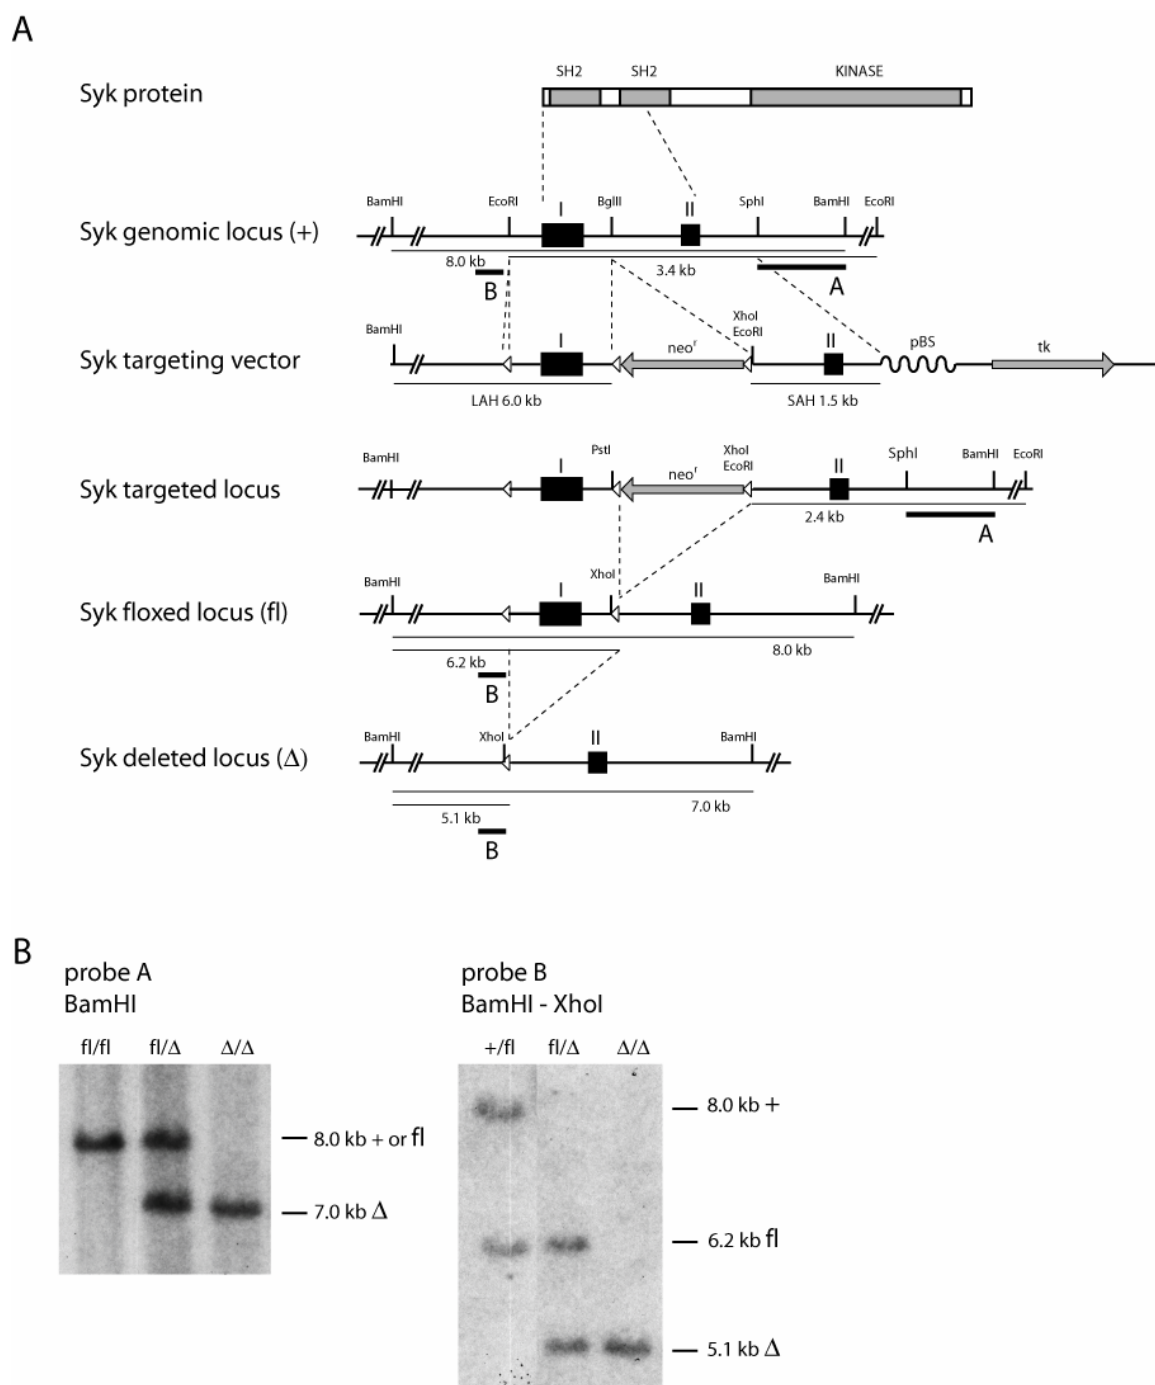 A
SH2 SH2 KINASE
Syk protein
BamHI EcoRI I BglII II SphI BamHI EcoRI
Syk genomic locus (+)
8.0 kb 3.4 kb
B A
XhoI
BamHI I EcoRI II pBS tk
neoʳ
Syk targeting vector
LAH 6.0 kb SAH 1.5 kb
BamHI I PstI neoʳ XhoI II SphI BamHI EcoRI
EcoRI
Syk targeted locus
2.4 kb
A
BamHI I XhoI II BamHI
Syk floxed locus (fl)
8.0 kb
6.2 kb
B
BamHI XhoI II BamHI
Syk deleted locus (Δ)
7.0 kb
5.1 kb
B
B
probe A
BamHI
fl/fl fl/Δ Δ/Δ
8.0 kb + or fl
7.0 kb Δ
probe B
BamHI - XhoI
+/fl fl/Δ Δ/Δ
8.0 kb +
6.2 kb fl
5.1 kb Δ